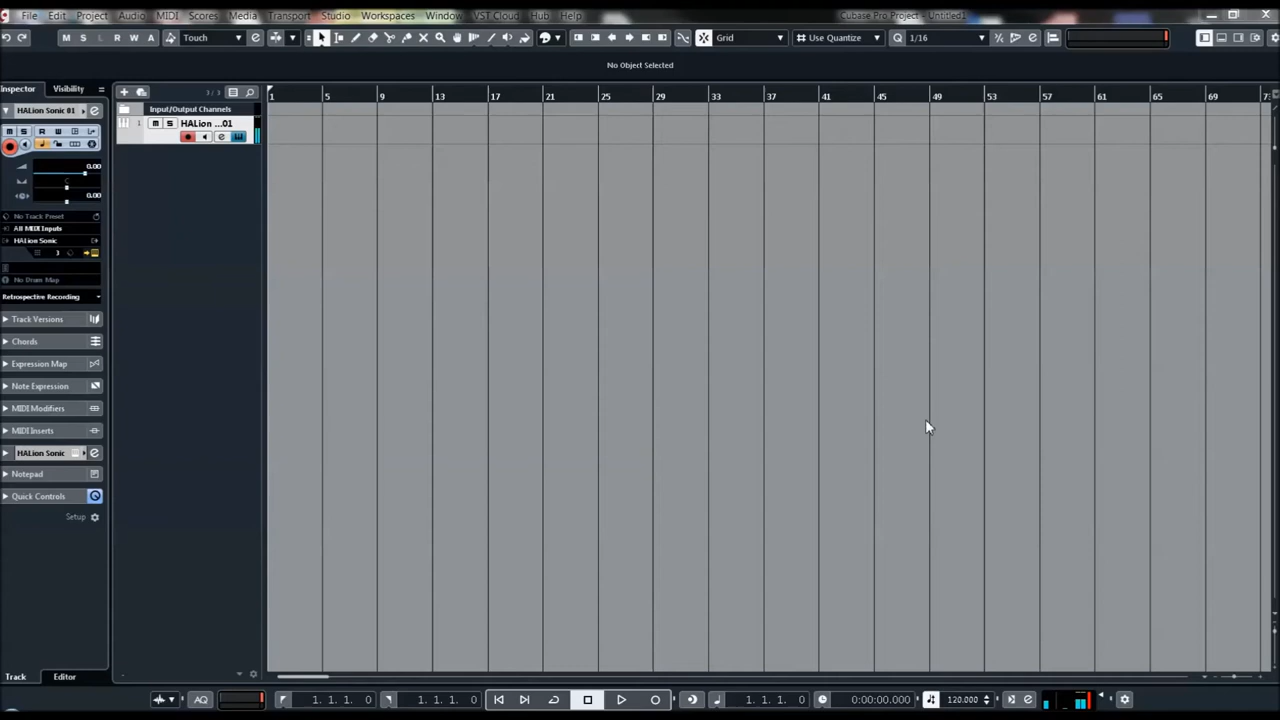 File Edit Project Audio MIDI Scores Media Transport Studio Workspaces Window VST Cloud Hub Help Cubase Pro Project - Untitled1
M S L R W A Touch Grid Use Quantize Q 1/16
No Object Selected
Inspector Visibility 3 / 3 1 5 9 13 17 21 25 29 33 37 41 45 49 53 57 61 65 69 73
HALion Sonic 01 Input/Output Channels
1 M S HALion ...01
M S R W
0.00
C
0.00
No Track Preset
All MIDI Inputs
HALion Sonic
3
No Drum Map
Retrospective Recording
Track Versions
Chords
Expression Map
Note Expression
MIDI Modifiers
MIDI Inserts
HALion Sonic
Notepad
Quick Controls
Setup
Track Editor
AQ 1. 1. 1. 0 1. 1. 1. 0 1. 1. 1. 0 0:00:00.000 120.000